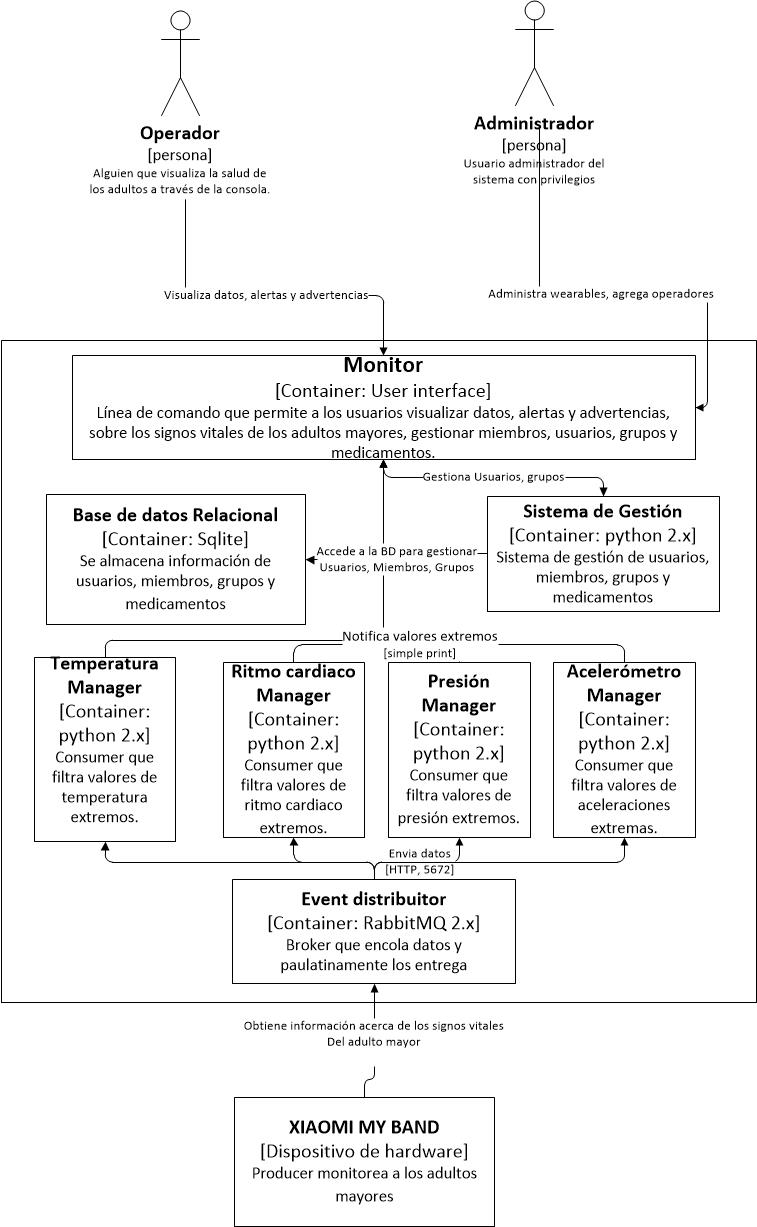 Operador
[persona]
Alguien que visualiza la salud de
los adultos a través de la consola.
Administrador
[persona]
Usuario administrador del
sistema con privilegios
Visualiza datos, alertas y advertencias
Administra wearables, agrega operadores
Monitor
[Container: User interface]
Línea de comando que permite a los usuarios visualizar datos, alertas y advertencias,
sobre los signos vitales de los adultos mayores, gestionar miembros, usuarios, grupos y
medicamentos.
Gestiona Usuarios, grupos
Base de datos Relacional
[Container: Sqlite]
Se almacena información de
usuarios, miembros, grupos y
medicamentos
Accede a la BD para gestionar
Usuarios, Miembros, Grupos
Sistema de Gestión
[Container: python 2.x]
Sistema de gestión de usuarios,
miembros, grupos y
medicamentos
Notifica valores extremos
[simple print]
Temperatura
Manager
[Container:
python 2.x]
Consumer que
filtra valores de
temperatura
extremos.
Ritmo cardiaco
Manager
[Container:
python 2.x]
Consumer que
filtra valores de
ritmo cardiaco
extremos.
Presión
Manager
[Container:
python 2.x]
Consumer que
filtra valores de
presión extremos.
Acelerómetro
Manager
[Container:
python 2.x]
Consumer que
filtra valores de
aceleraciones
extremas.
Envia datos
[HTTP, 5672]
Event distribuitor
[Container: RabbitMQ 2.x]
Broker que encola datos y
paulatinamente los entrega
Obtiene información acerca de los signos vitales
Del adulto mayor
XIAOMI MY BAND
[Dispositivo de hardware]
Producer monitorea a los adultos
mayores